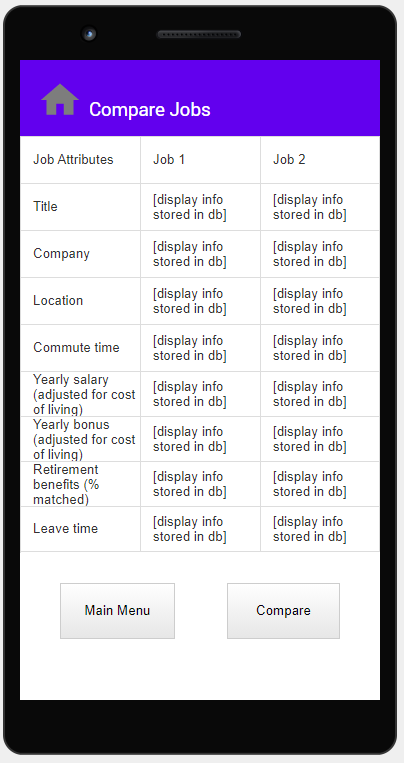 Compare Jobs
Job Attributes Job 1 Job 2
Title [display info stored in db] [display info stored in db]
Company [display info stored in db] [display info stored in db]
Location [display info stored in db] [display info stored in db]
Commute time [display info stored in db] [display info stored in db]
Yearly salary (adjusted for cost of living) [display info stored in db] [display info stored in db]
Yearly bonus (adjusted for cost of living) [display info stored in db] [display info stored in db]
Retirement benefits (% matched) [display info stored in db] [display info stored in db]
Leave time [display info stored in db] [display info stored in db]
Main Menu Compare